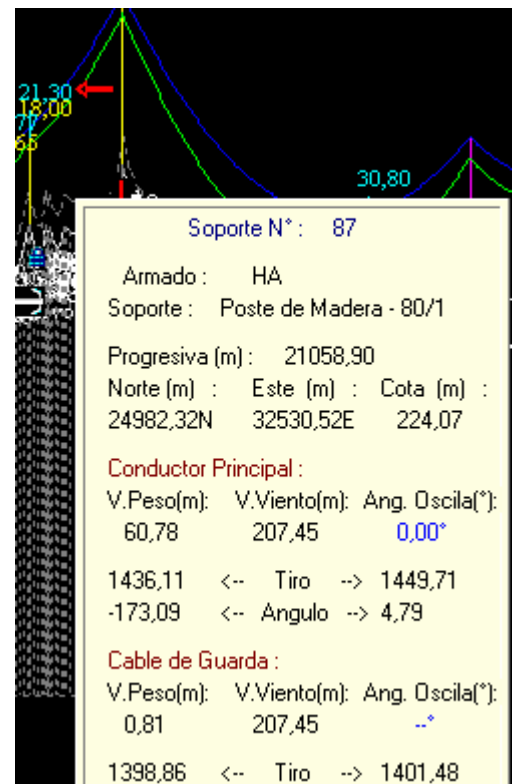 21,30
18,00
77
65
30,80
Soporte N° : 87
Armado : HA
Soporte : Poste de Madera - 80/1
Progresiva (m) : 21058,90
Norte (m) : Este (m) : Cota (m) :
24982,32N 32530,52E 224,07
Conductor Principal :
V.Peso(m): V.Viento(m): Ang. Oscila(°):
60,78 207,45 0,00°
1436,11 <-- Tiro --> 1449,71
-173,09 <-- Angulo --> 4,79
Cable de Guarda :
V.Peso(m): V.Viento(m): Ang. Oscila(°):
0,81 207,45 --°
1398,86 <-- Tiro --> 1401,48